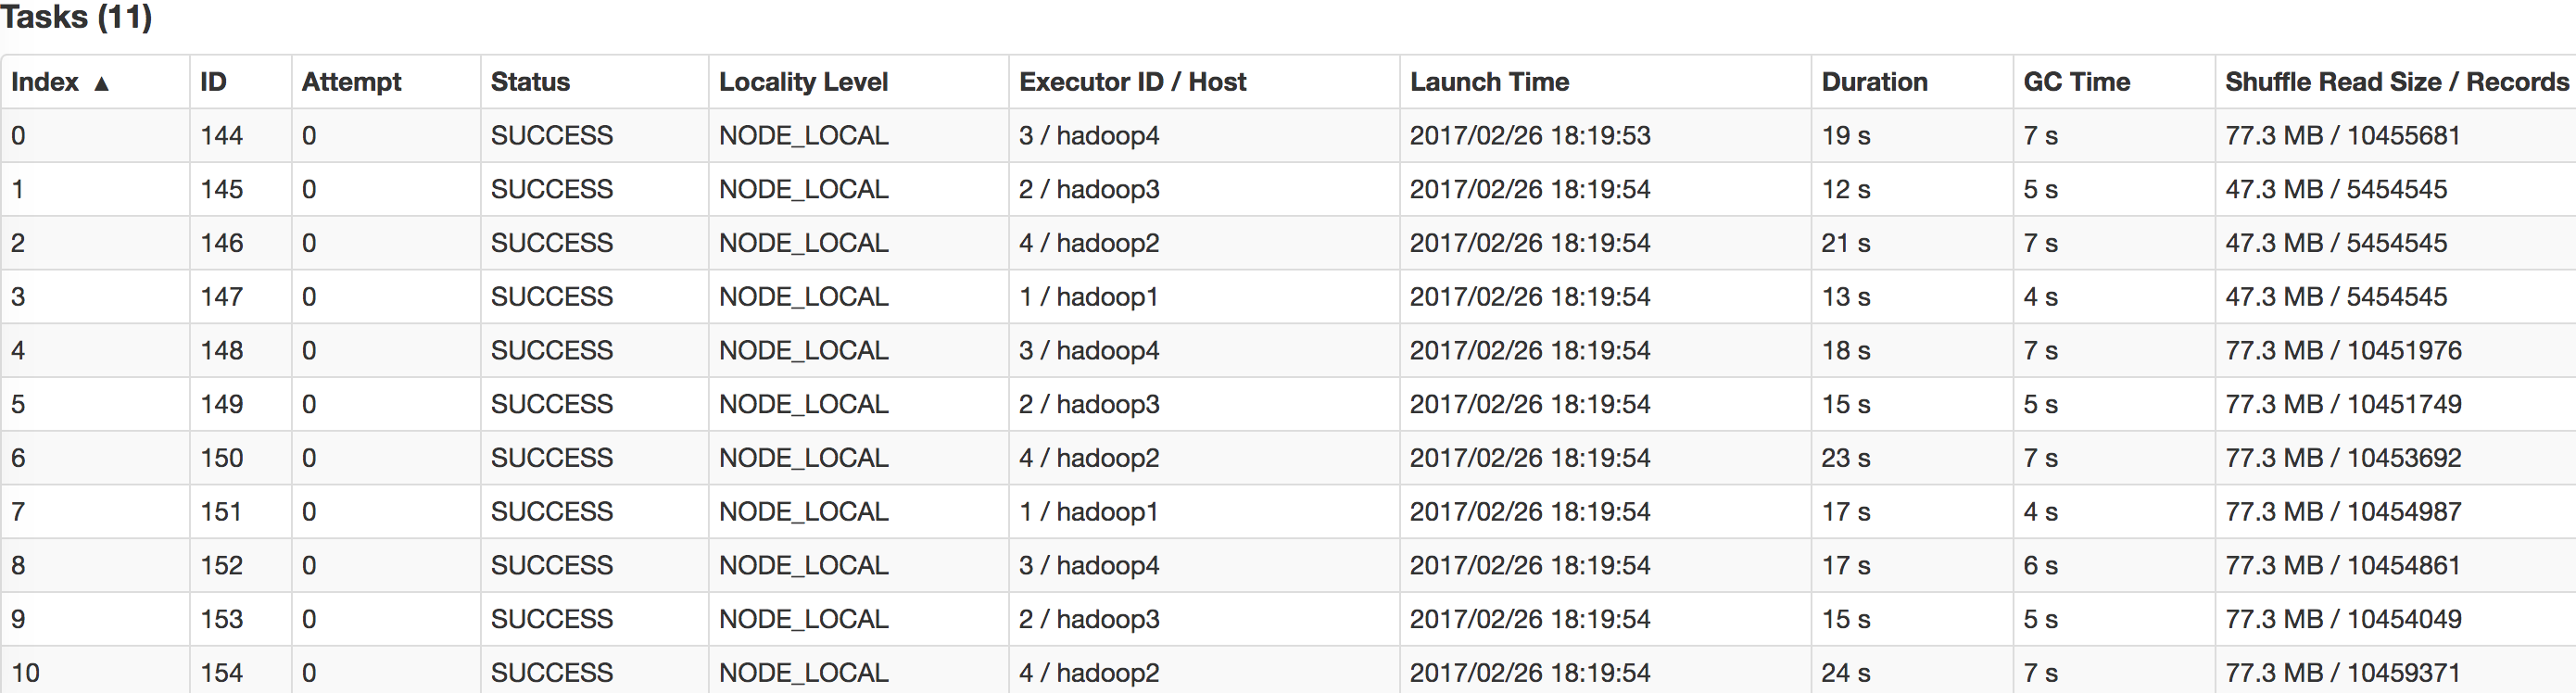 Tasks (11)
Index ▲ ID Attempt Status Locality Level Executor ID / Host Launch Time Duration GC Time Shuffle Read Size / Records
0 144 0 SUCCESS NODE_LOCAL 3 / hadoop4 2017/02/26 18:19:53 19 s 7 s 77.3 MB / 10455681
1 145 0 SUCCESS NODE_LOCAL 2 / hadoop3 2017/02/26 18:19:54 12 s 5 s 47.3 MB / 5454545
2 146 0 SUCCESS NODE_LOCAL 4 / hadoop2 2017/02/26 18:19:54 21 s 7 s 47.3 MB / 5454545
3 147 0 SUCCESS NODE_LOCAL 1 / hadoop1 2017/02/26 18:19:54 13 s 4 s 47.3 MB / 5454545
4 148 0 SUCCESS NODE_LOCAL 3 / hadoop4 2017/02/26 18:19:54 18 s 7 s 77.3 MB / 10451976
5 149 0 SUCCESS NODE_LOCAL 2 / hadoop3 2017/02/26 18:19:54 15 s 5 s 77.3 MB / 10451749
6 150 0 SUCCESS NODE_LOCAL 4 / hadoop2 2017/02/26 18:19:54 23 s 7 s 77.3 MB / 10453692
7 151 0 SUCCESS NODE_LOCAL 1 / hadoop1 2017/02/26 18:19:54 17 s 4 s 77.3 MB / 10454987
8 152 0 SUCCESS NODE_LOCAL 3 / hadoop4 2017/02/26 18:19:54 17 s 6 s 77.3 MB / 10454861
9 153 0 SUCCESS NODE_LOCAL 2 / hadoop3 2017/02/26 18:19:54 15 s 5 s 77.3 MB / 10454049
10 154 0 SUCCESS NODE_LOCAL 4 / hadoop2 2017/02/26 18:19:54 24 s 7 s 77.3 MB / 10459371